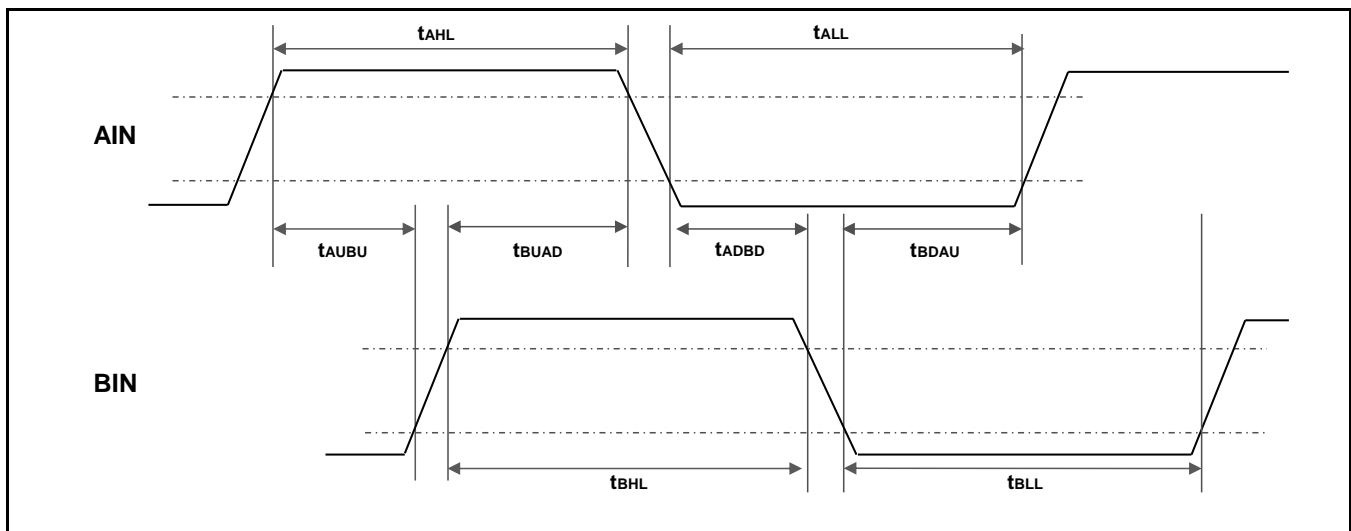 tAHL
tALL
AIN
tAUBU
tBUAD
tADBD
tBDAU
BIN
tBHL
tBLL